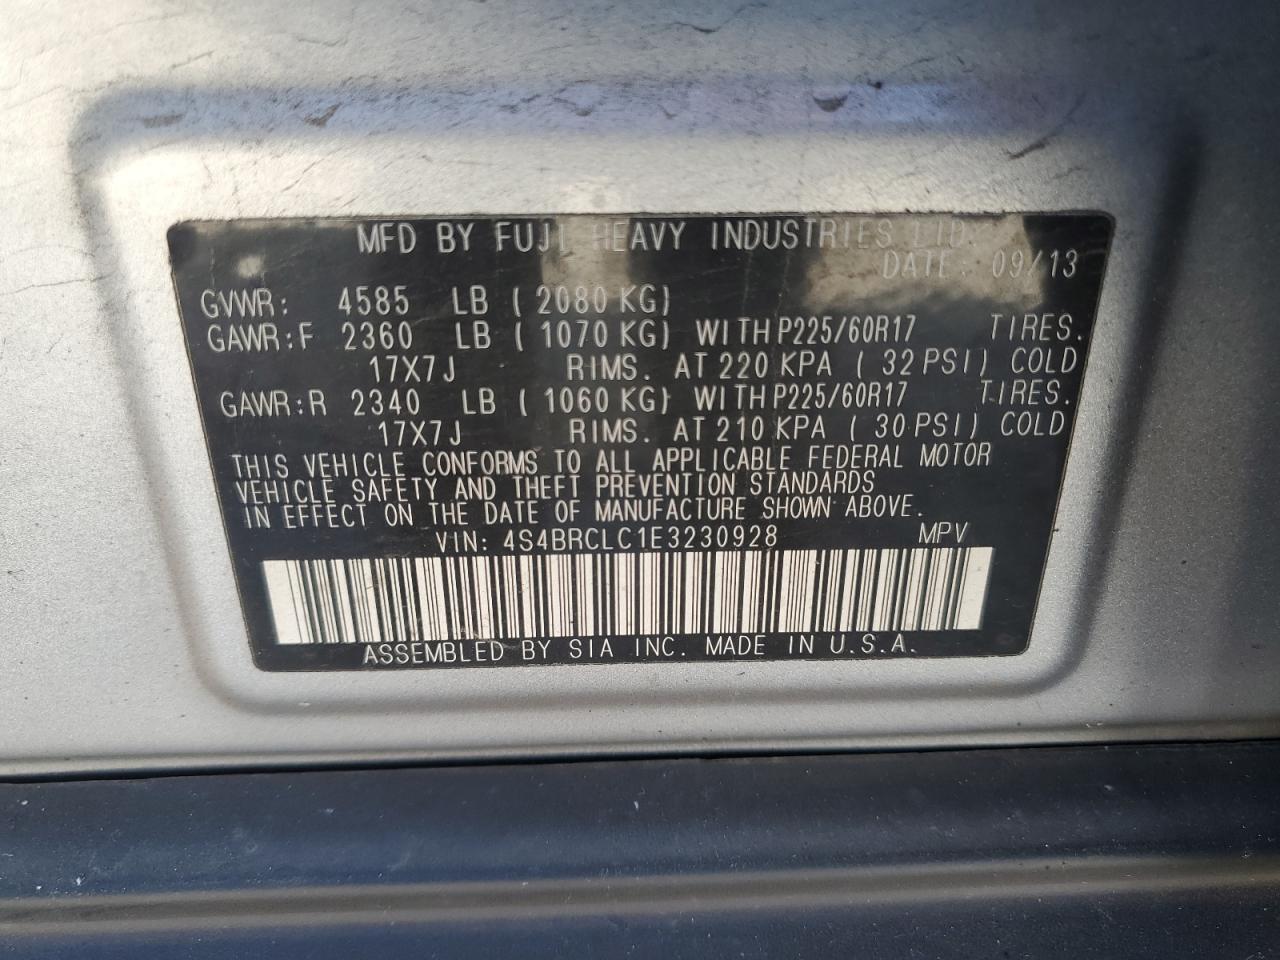 MFD BY FUJI HEAVY INDUSTRIES LTD.
DATE: 09/13
GVWR: 4585 LB ( 2080 KG)
GAWR:F 2360 LB ( 1070 KG) WITH P225/60R17 TIRES.
17X7J RIMS. AT 220 KPA ( 32 PSI) COLD
GAWR:R 2340 LB ( 1060 KG) WITH P225/60R17 TIRES.
17X7J RIMS. AT 210 KPA ( 30 PSI) COLD
THIS VEHICLE CONFORMS TO ALL APPLICABLE FEDERAL MOTOR
VEHICLE SAFETY AND THEFT PREVENTION STANDARDS
IN EFFECT ON THE DATE OF MANUFACTURE SHOWN ABOVE.
VIN: 4S4BRCLC1E3230928 MPV
ASSEMBLED BY SIA INC. MADE IN U.S.A.